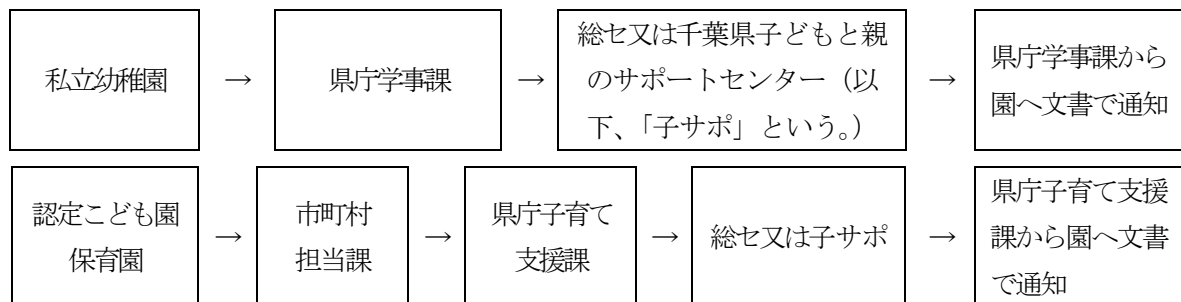 私立幼稚園 → 県庁学事課 → 総セ又は千葉県子どもと親のサポートセンター（以下、「子サポ」という。） → 県庁学事課から園へ文書で通知
認定こども園
保育園
→
市町村
担当課
→
県庁子育て
支援課
→
総セ又は子サポ
→
県庁子育て支援
課から園へ文書
で通知